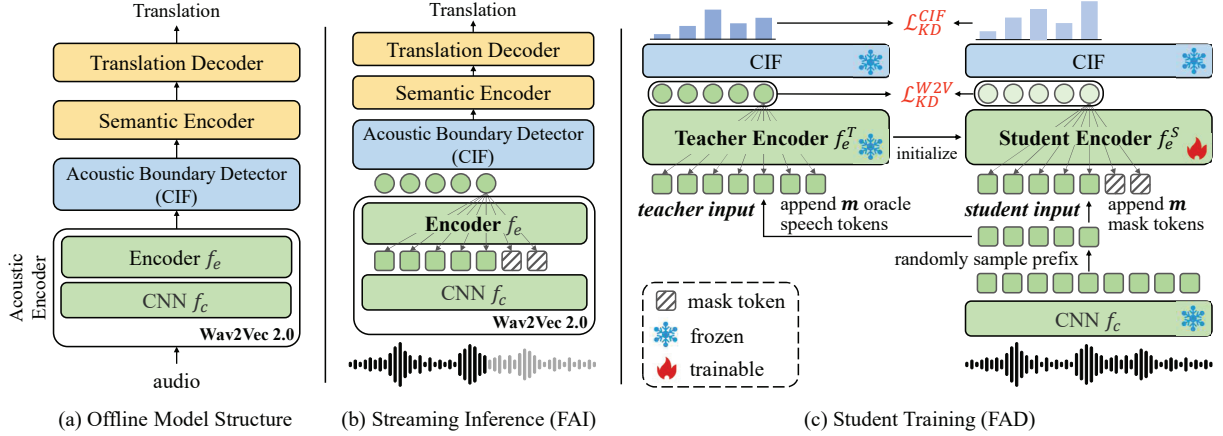 Translation
Translation Decoder
Semantic Encoder
Acoustic Boundary Detector
(CIF)
Acoustic
Encoder
Encoder f_e
CNN f_c
Wav2Vec 2.0
audio
(a) Offline Model Structure
Translation
Translation Decoder
Semantic Encoder
Acoustic Boundary Detector
(CIF)
Encoder f_e
CNN f_c
Wav2Vec 2.0
(b) Streaming Inference (FAI)
ℒ_KD^CIF
CIF
CIF
ℒ_KD^W2V
Teacher Encoder f_e^T
initialize
Student Encoder f_e^S
teacher input
append m oracle
speech tokens
student input
append m
mask tokens
randomly sample prefix
CNN f_c
mask token
frozen
trainable
(c) Student Training (FAD)